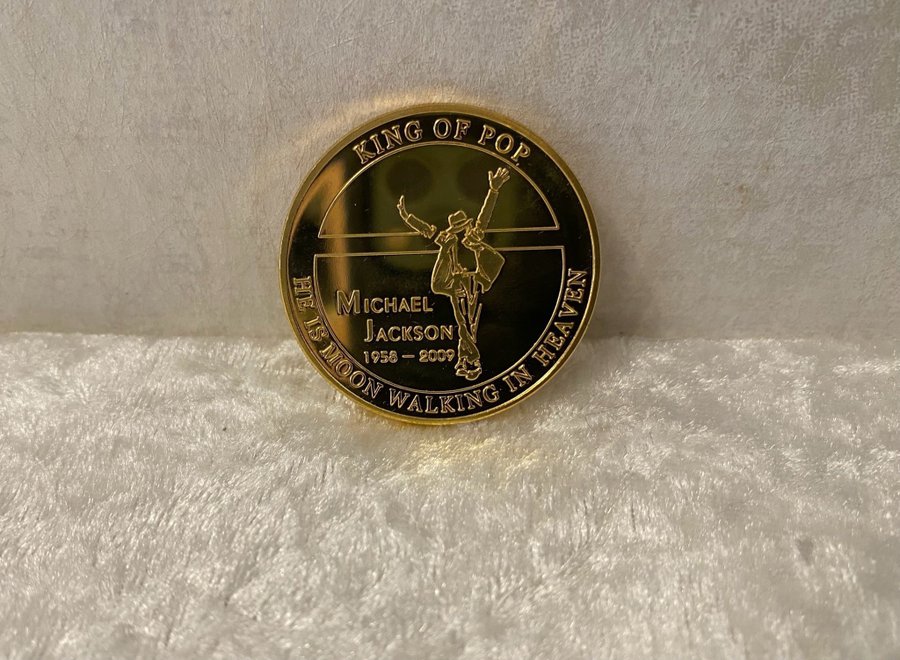 KING OF POP
MICHAEL
JACKSON
1958 – 2009
HE IS MOON WALKING IN HEAVEN